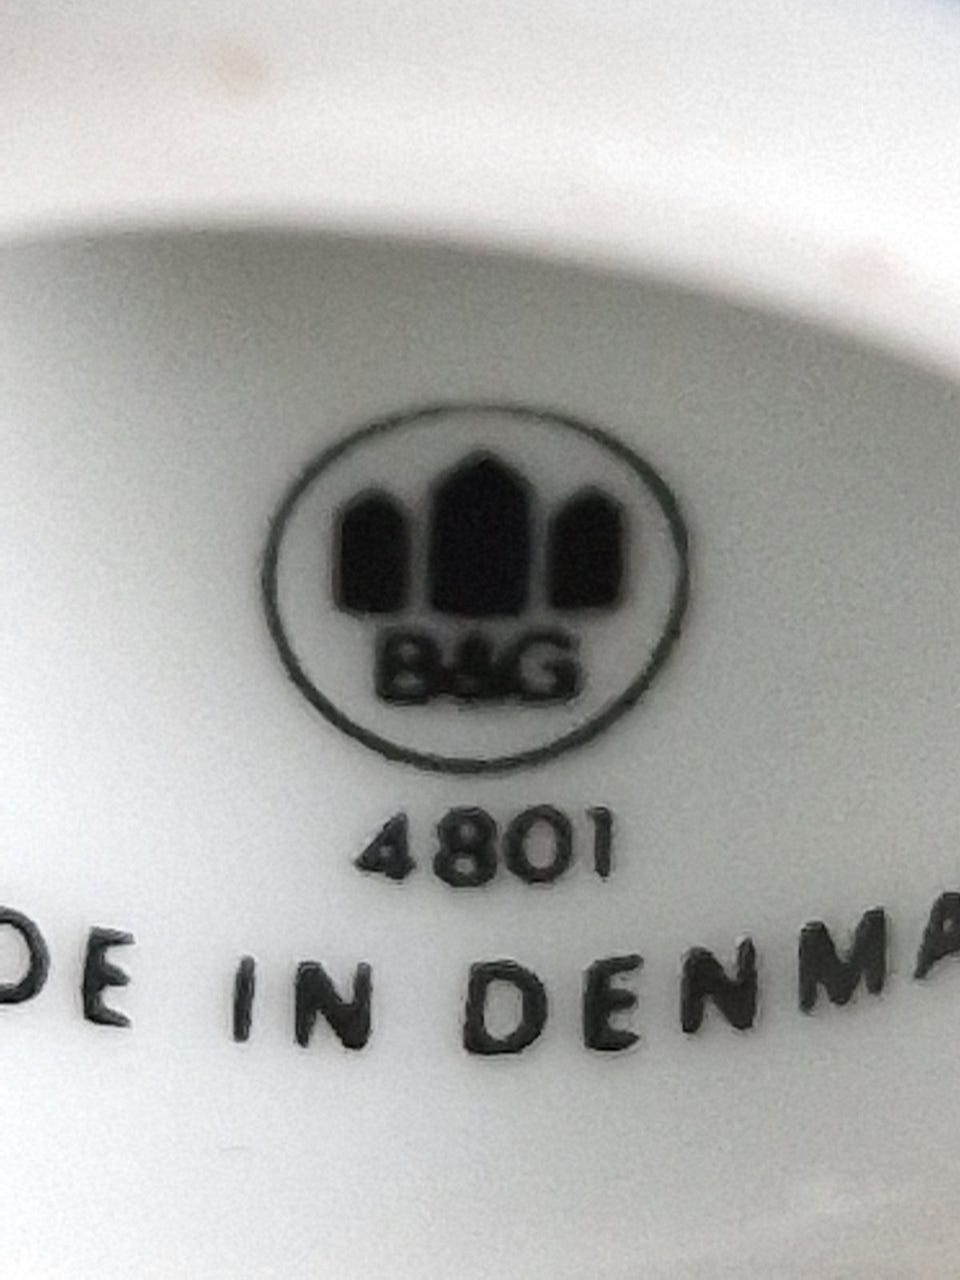 B&G
4801
DE IN DENMA